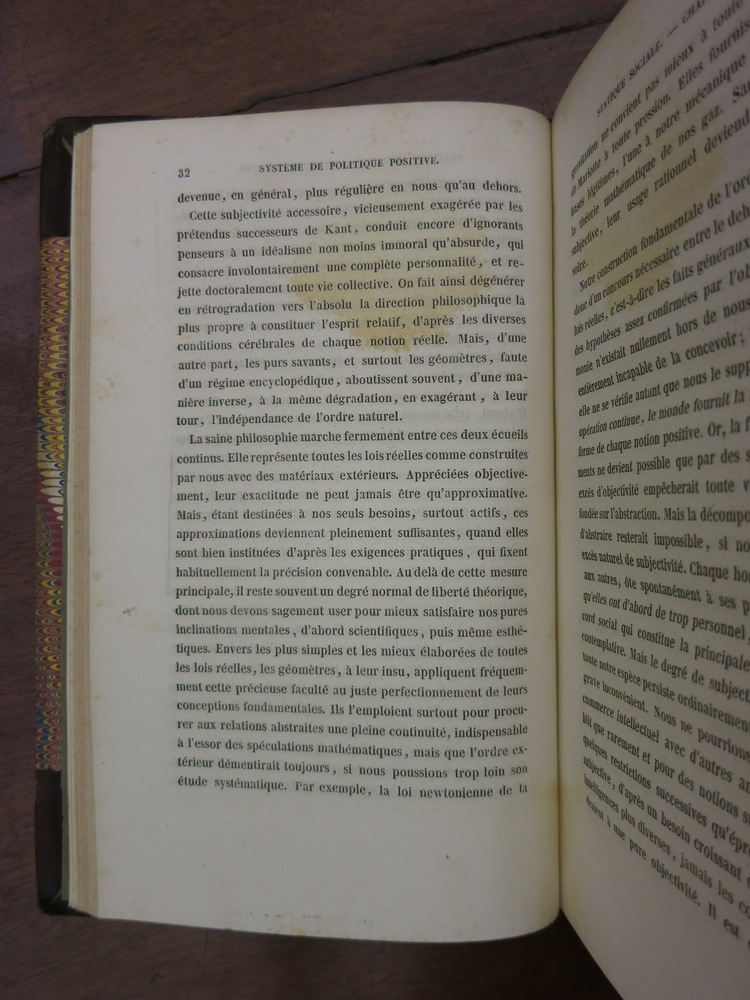 32 SYSTÈME DE POLITIQUE POSITIVE.
devenue, en général, plus régulière en nous qu'au dehors.
Cette subjectivité accessoire, vicieusement exagérée par les
prétendus successeurs de Kant, conduit encore d'ignorants
penseurs à un idéalisme non moins immoral qu'absurde, qui
consacre involontairement une complète personnalité, et re-
jette doctoralement toute vie collective. On fait ainsi dégénérer
en rétrogradation vers l'absolu la direction philosophique la
plus propre à constituer l'esprit relatif, d'après les diverses
conditions cérébrales de chaque notion réelle. Mais, d'une
autre part, les purs savants, et surtout les géomètres, faute
d'un régime encyclopédique, aboutissent souvent, d'une ma-
nière inverse, à la même dégradation, en exagérant, à leur
tour, l'indépendance de l'ordre naturel.
La saine philosophie marche fermement entre ces deux écueils
continus. Elle représente toutes les lois réelles comme construites
par nous avec des matériaux extérieurs. Appréciées objective-
ment, leur exactitude ne peut jamais être qu'approximative.
Mais, étant destinées à nos seuls besoins, surtout actifs, ces
approximations deviennent pleinement suffisantes, quand elles
sont bien instituées d'après les exigences pratiques, qui fixent
habituellement la précision convenable. Au delà de cette mesure
principale, il reste souvent un degré normal de liberté théorique,
dont nous devons sagement user pour mieux satisfaire nos pures
inclinations mentales, d'abord scientifiques, puis même esthé-
tiques. Envers les plus simples et les mieux élaborées de toutes
les lois réelles, les géomètres, à leur insu, appliquent fréquem-
ment cette précieuse faculté au juste perfectionnement de leurs
conceptions fondamentales. Ils l'emploient surtout pour procu-
rer aux relations abstraites une pleine continuité, indispensable
à l'essor des spéculations mathématiques, mais que l'ordre ex-
térieur démentirait toujours, si nous poussions trop loin son
étude systématique. Par exemple, la loi newtonienne de la
STATIQUE SOCIALE. —
gravitation ne convient pas mieux à toute
de Mariotte à toute pression. Elles fournis
bases légitimes, l'une à notre mécanique
la théorie mathématique de nos gaz. San
subjective, leur usage rationnel deviend
soire.
Notre construction fondamentale de l'ord
donc d'un concours nécessaire entre le deh
lois réelles, c'est-à-dire les faits généraux
des hypothèses assez confirmées par l'ob
monie n'existait nullement hors de nous
entièrement incapable de la concevoir;
elle ne se vérifie autant que nous le supp
opération continue, le monde fournit la
forme de chaque notion positive. Or, la f
ments ne devient possible que par des s
excès d'objectivité empêcherait toute v
fondée sur l'abstraction. Mais la décompo
d'abstraire resterait impossible, si no
excès naturel de subjectivité. Chaque ho
aux autres, ôte spontanément à ses p
qu'elles ont d'abord de trop personnel,
cord social qui constitue la principale
contemplative. Mais le degré de subject
toute notre espèce persiste ordinairemen
grave inconvénient. Nous ne pourrions
commerce intellectuel avec d'autres an
blit que rarement et pour des notions s
quelques restrictions successives qu'épr
subjective, d'après un besoin croissant
intelligences plus diverses, jamais les co
à une pure objectivité. Il est